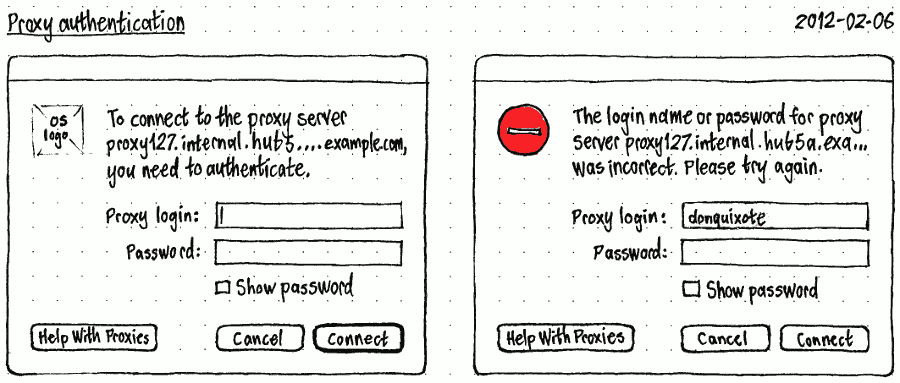 Proxy authentication
2012-02-06
OS
logo
To connect to the proxy server
proxy127.internal.hub5....example.com,
you need to authenticate.
Proxy login:
Password:
Show password
Help With Proxies
Cancel
Connect
The login name or password for proxy
server proxy127.internal.hub5a.exa...
was incorrect. Please try again.
Proxy login: donquixote
Password:
Show password
Help With Proxies
Cancel
Connect